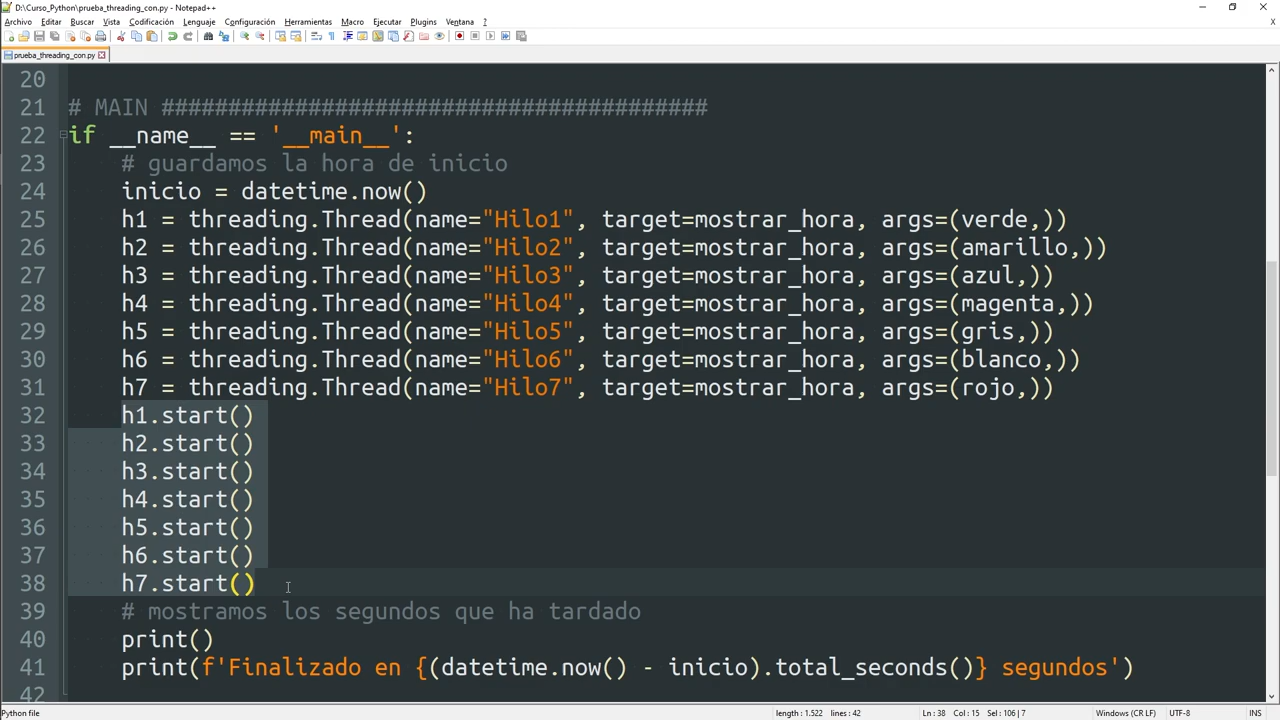 D:\Curso_Python\prueba_threading_con.py - Notepad++
Archivo Editar Buscar Vista Codificación Lenguaje Configuración Herramientas Macro Ejecutar Plugins Ventana ?
prueba_threading_con.py
20
21 # MAIN #########################################
22 if __name__ == '__main__':
23 # guardamos la hora de inicio
24 inicio = datetime.now()
25 h1 = threading.Thread(name="Hilo1", target=mostrar_hora, args=(verde,))
26 h2 = threading.Thread(name="Hilo2", target=mostrar_hora, args=(amarillo,))
27 h3 = threading.Thread(name="Hilo3", target=mostrar_hora, args=(azul,))
28 h4 = threading.Thread(name="Hilo4", target=mostrar_hora, args=(magenta,))
29 h5 = threading.Thread(name="Hilo5", target=mostrar_hora, args=(gris,))
30 h6 = threading.Thread(name="Hilo6", target=mostrar_hora, args=(blanco,))
31 h7 = threading.Thread(name="Hilo7", target=mostrar_hora, args=(rojo,))
32 h1.start()
33 h2.start()
34 h3.start()
35 h4.start()
36 h5.start()
37 h6.start()
38 h7.start()
39 # mostramos los segundos que ha tardado
40 print()
41 print(f'Finalizado en {(datetime.now() - inicio).total_seconds()} segundos')
42
Python file length : 1.522 lines : 42 Ln : 38 Col : 15 Sel : 106 | 7 Windows (CR LF) UTF-8 INS